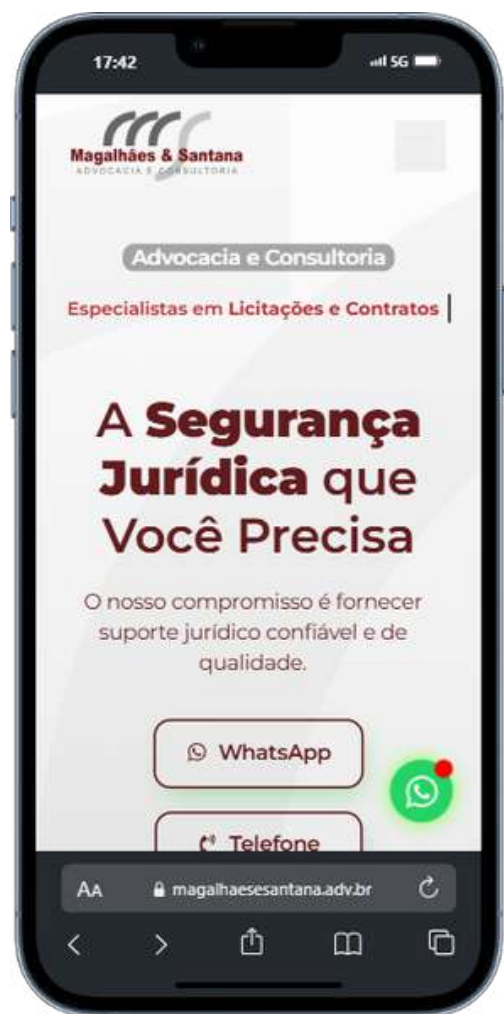 17:42
5G
Magalhães & Santana
ADVOCACIA E CONSULTORIA
Advocacia e Consultoria
Especialistas em Licitações e Contratos
A Segurança
Jurídica que
Você Precisa
O nosso compromisso é fornecer
suporte jurídico confiável e de
qualidade.
WhatsApp
Telefone
AA
magalhaesesantana.adv.br